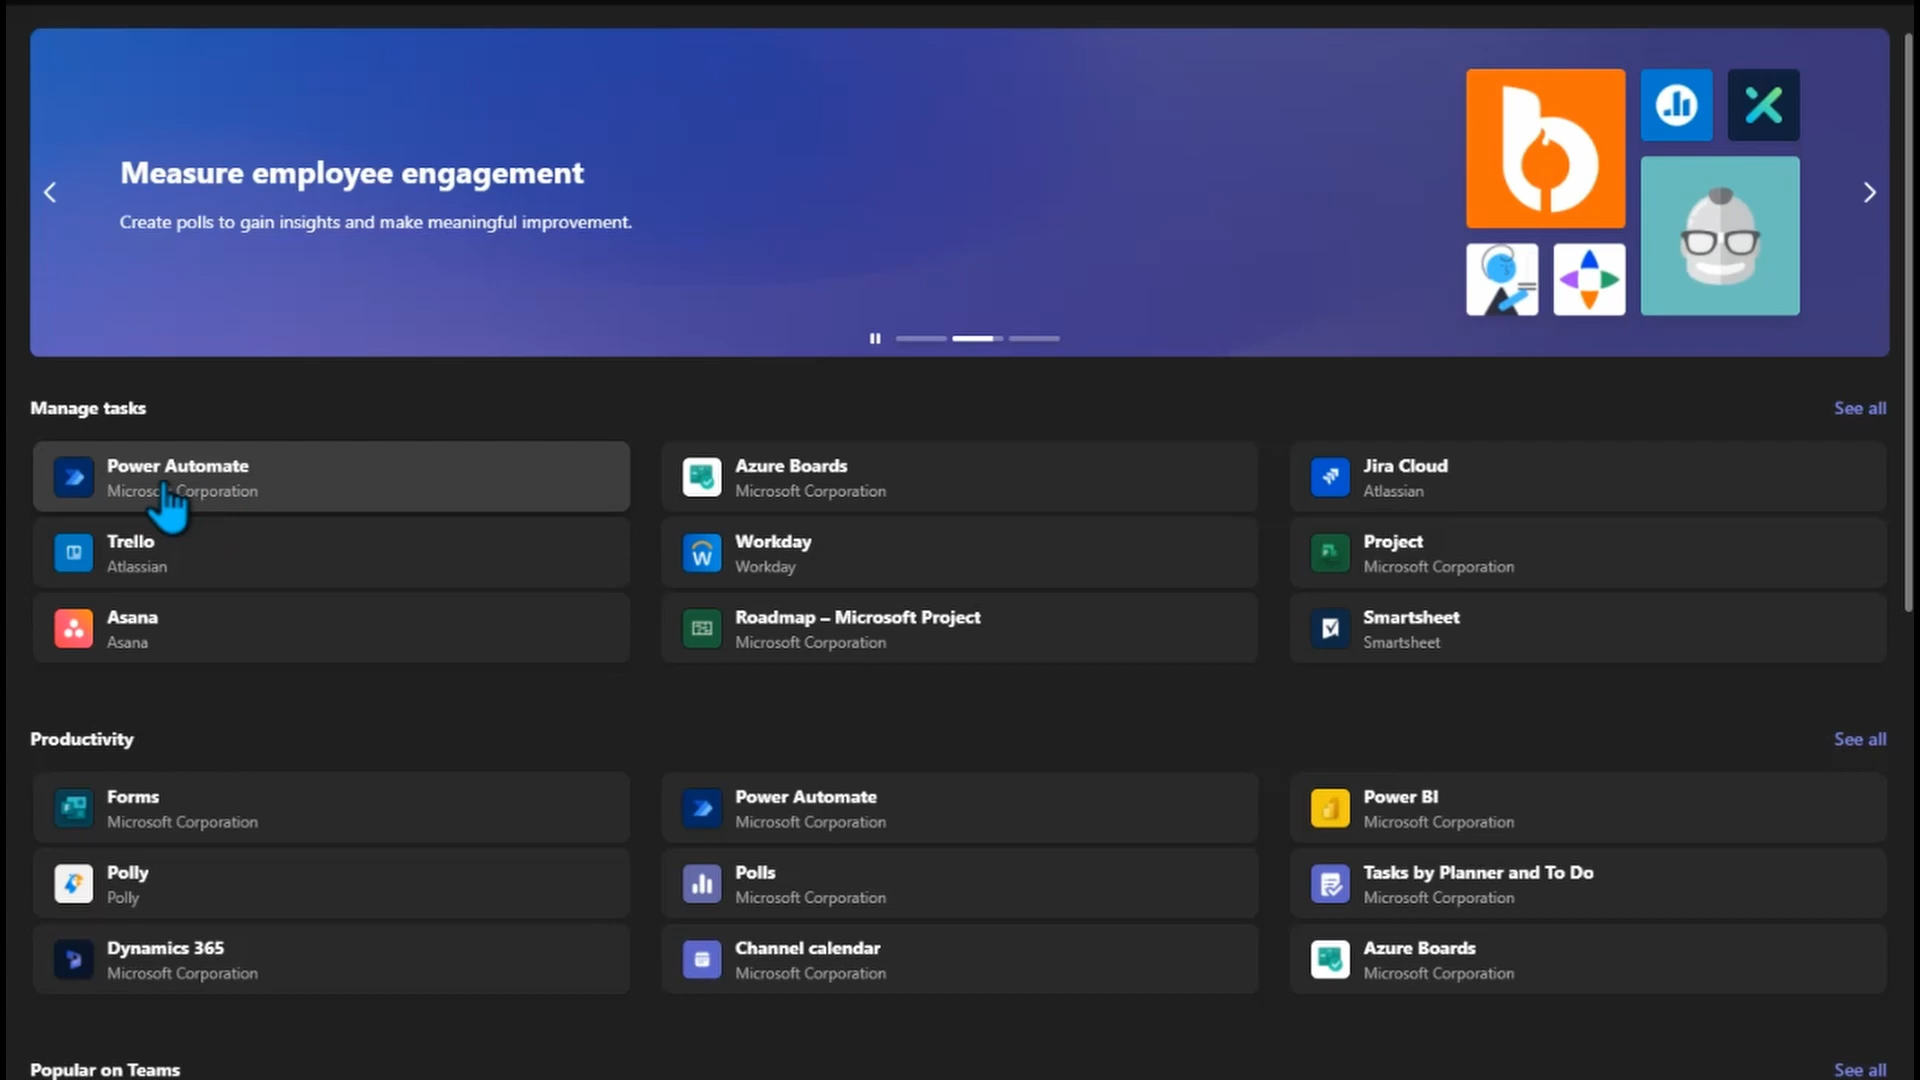 Measure employee engagement
Create polls to gain insights and make meaningful improvement.
Manage tasks
See all
Power Automate
Microsoft Corporation
Azure Boards
Microsoft Corporation
Jira Cloud
Atlassian
Trello
Atlassian
Workday
Workday
Project
Microsoft Corporation
Asana
Asana
Roadmap – Microsoft Project
Microsoft Corporation
Smartsheet
Smartsheet
Productivity
See all
Forms
Microsoft Corporation
Power Automate
Microsoft Corporation
Power BI
Microsoft Corporation
Polly
Polly
Polls
Microsoft Corporation
Tasks by Planner and To Do
Microsoft Corporation
Dynamics 365
Microsoft Corporation
Channel calendar
Microsoft Corporation
Azure Boards
Microsoft Corporation
Popular on Teams
See all